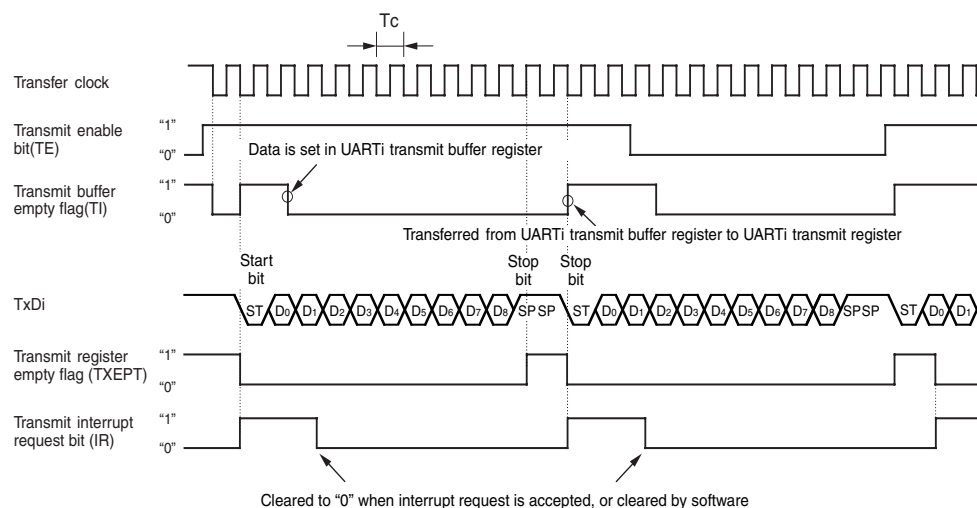 Tc
Transfer clock
Transmit enable
bit(TE)
“1”
“0”
Data is set in UARTi transmit buffer register
Transmit buffer
empty flag(TI)
“1”
“0”
Transferred from UARTi transmit buffer register to UARTi transmit register
Start
bit
Stop
bit
Stop
bit
TxDi
ST D0 D1 D2 D3 D4 D5 D6 D7 D8 SP SP ST D0 D1 D2 D3 D4 D5 D6 D7 D8 SPSP ST D0 D1
Transmit register
empty flag (TXEPT)
“1”
“0”
Transmit interrupt
request bit (IR)
“1”
“0”
Cleared to “0” when interrupt request is accepted, or cleared by software